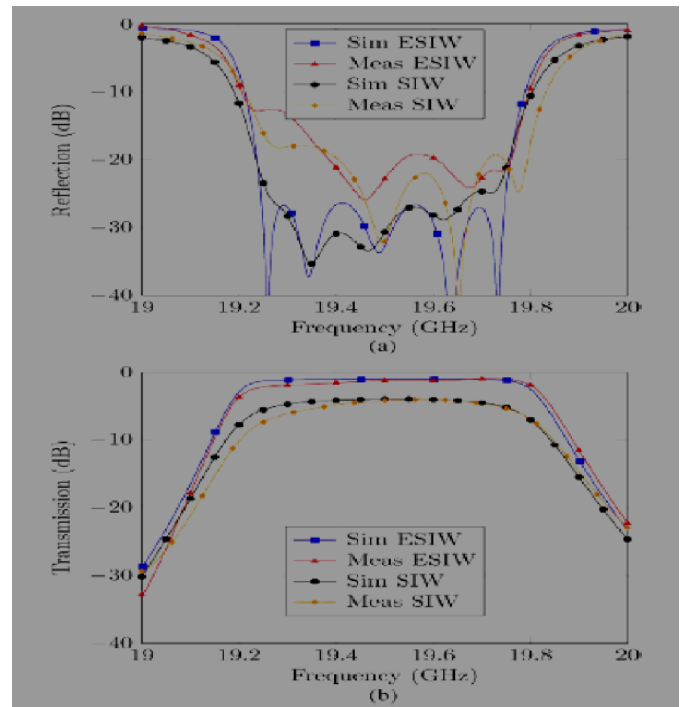 0
−10
−20
−30
−40
Reflection (dB)
Sim ESIW
Meas ESIW
Sim SIW
Meas SIW
19 19.2 19.4 19.6 19.8 20
Frequency (GHz)
(a)
0
−10
−20
−30
−40
Transmission (dB)
Sim ESIW
Meas ESIW
Sim SIW
Meas SIW
19 19.2 19.4 19.6 19.8 20
Frequency (GHz)
(b)